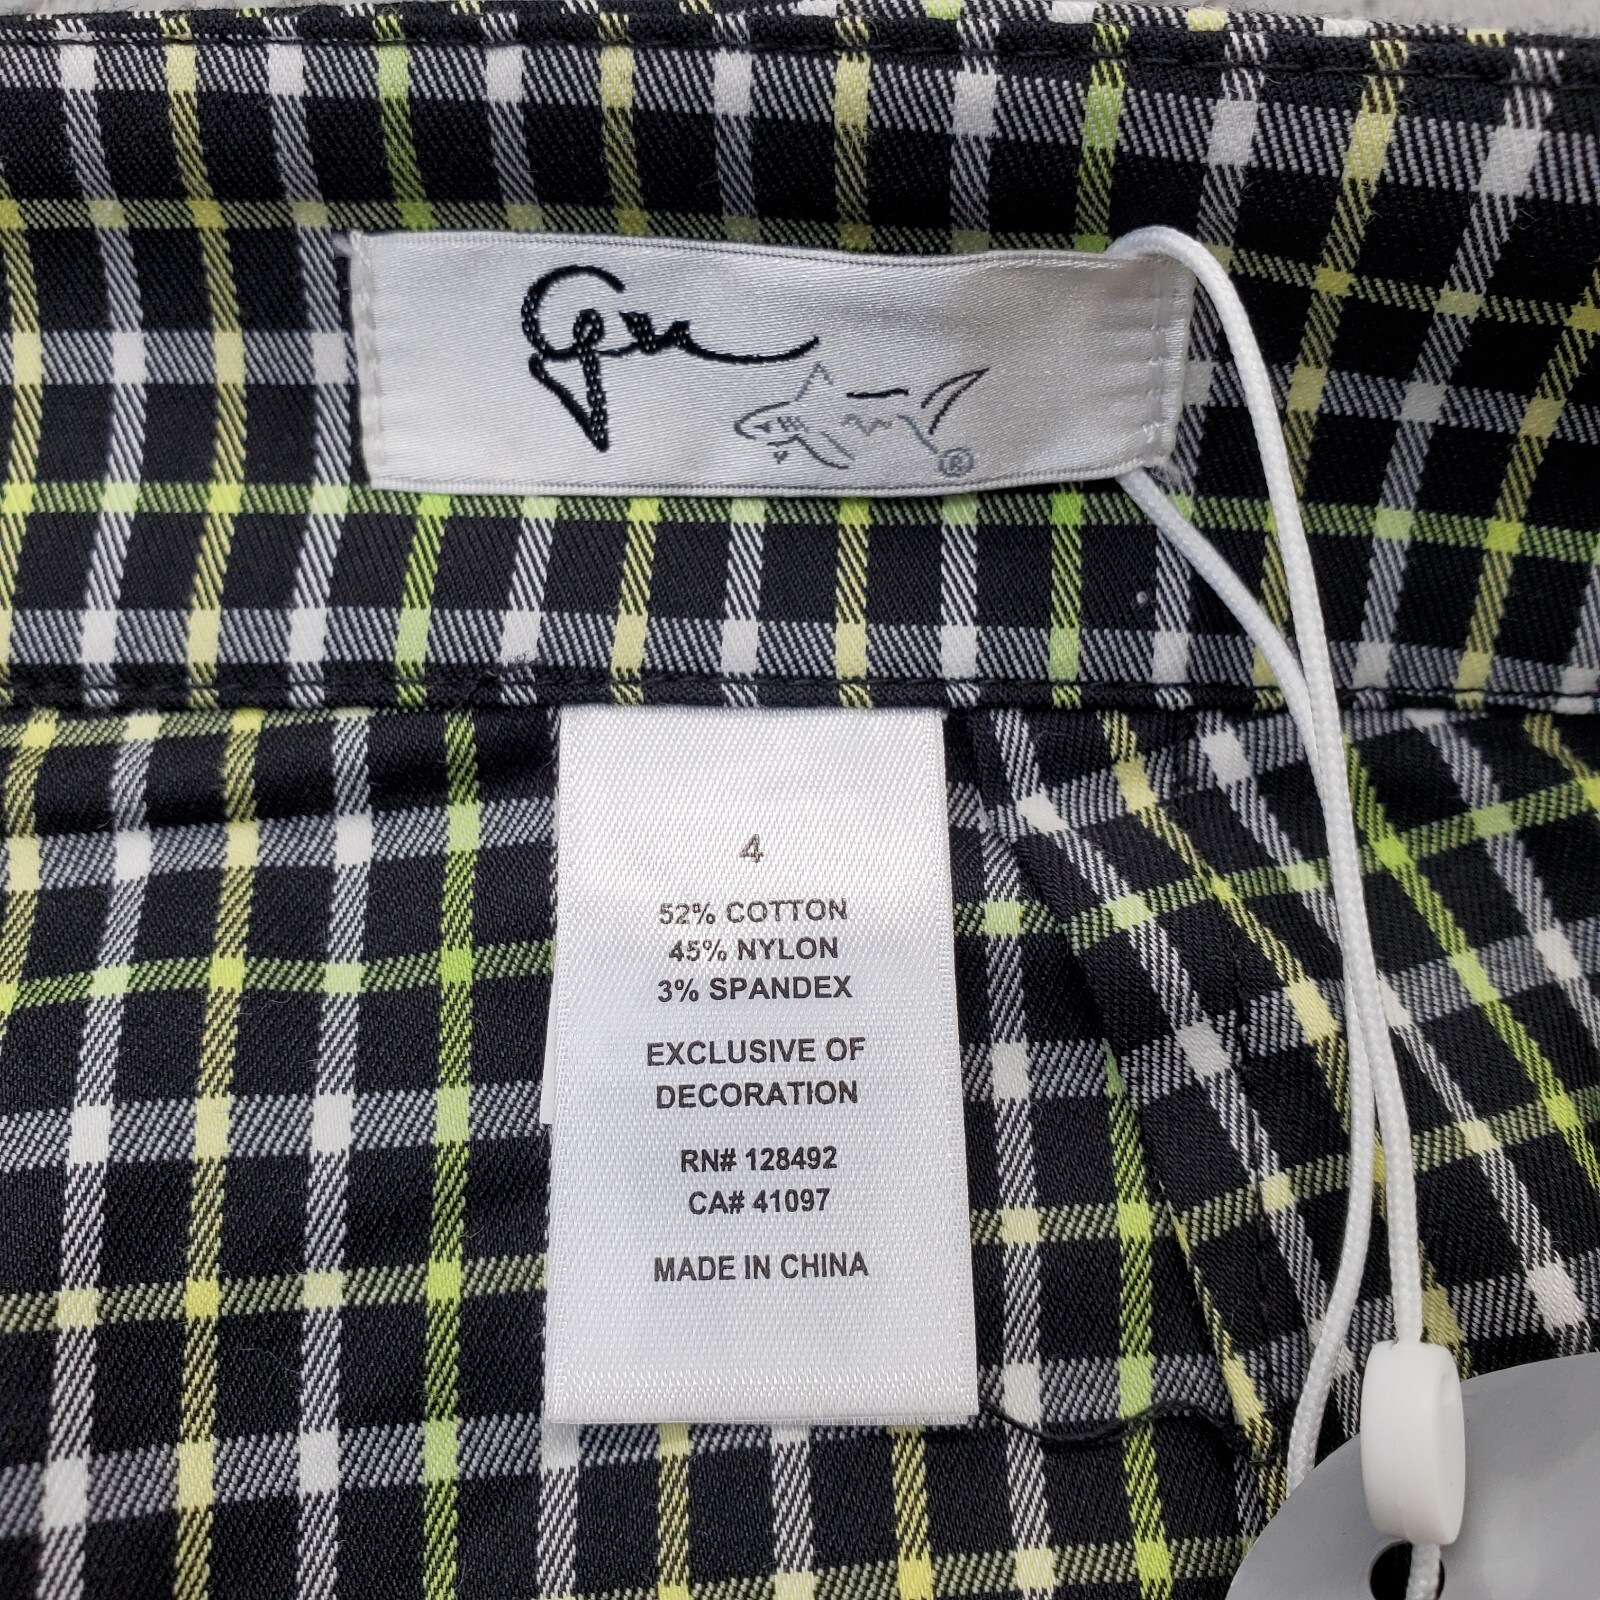 ®
4
52% COTTON
45% NYLON
3% SPANDEX
EXCLUSIVE OF
DECORATION
RN# 128492
CA# 41097
MADE IN CHINA